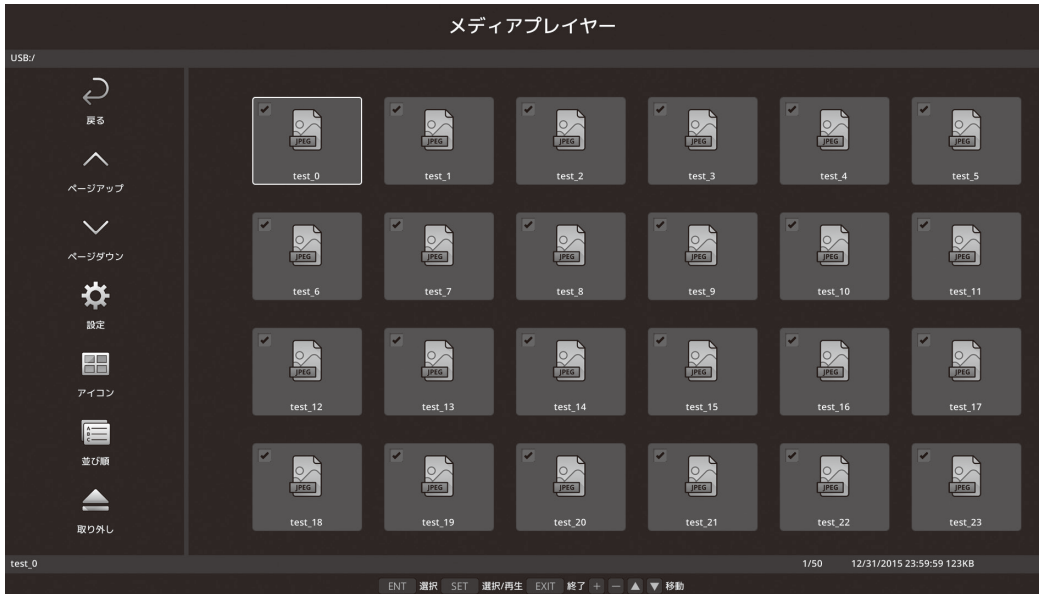 メディアプレイヤー
USB:/
戻る
ページアップ
ページダウン
設定
アイコン
A
B
C
並び順
取り外し
JPEG JPEG JPEG JPEG JPEG JPEG
test_0 test_1 test_2 test_3 test_4 test_5
JPEG JPEG JPEG JPEG JPEG JPEG
test_6 test_7 test_8 test_9 test_10 test_11
JPEG JPEG JPEG JPEG JPEG JPEG
test_12 test_13 test_14 test_15 test_16 test_17
JPEG JPEG JPEG JPEG JPEG JPEG
test_18 test_19 test_20 test_21 test_22 test_23
test_0 1/50 12/31/2015 23:59:59 123KB
ENT 選択 SET 選択/再生 EXIT 終了 + − ▲ ▼ 移動